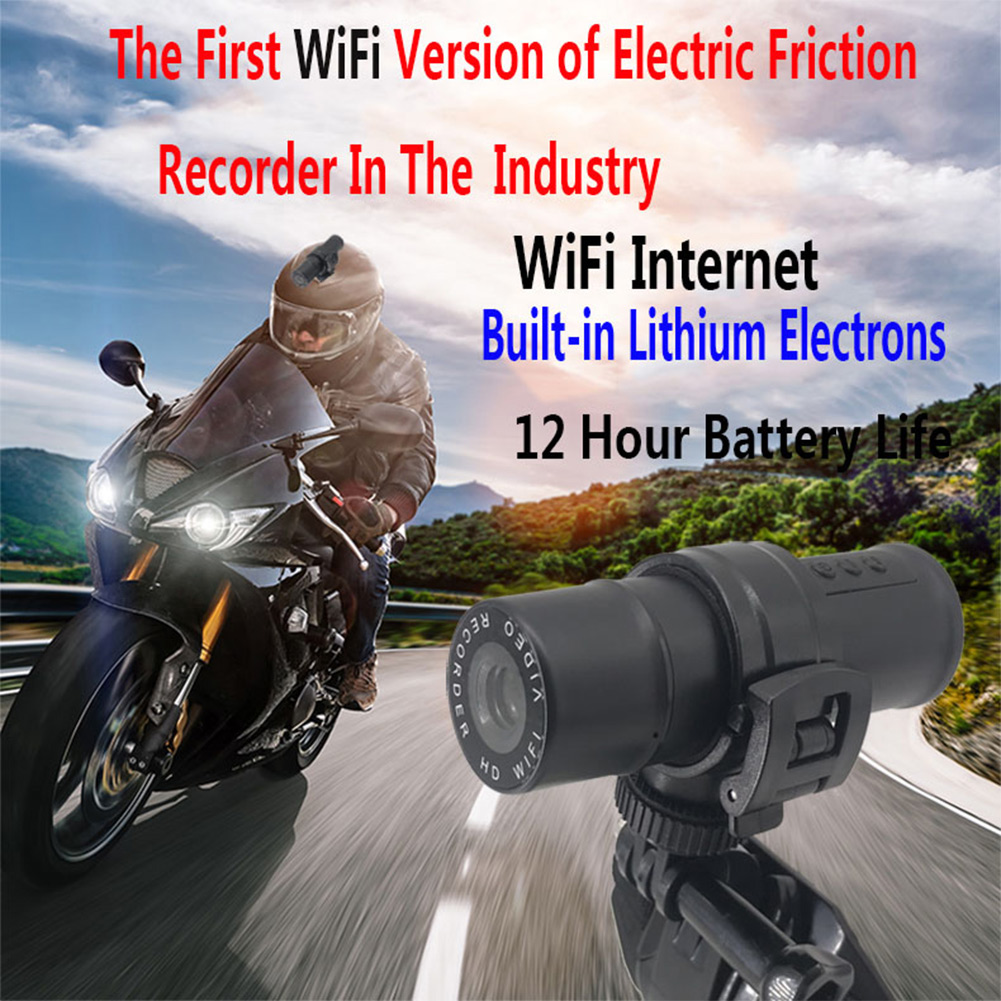 The First WiFi Version of Electric Friction
Recorder In The Industry
WiFi Internet
Built-in Lithium Electrons
12 Hour Battery Life
VIDEO RECORDER
HD WIFI